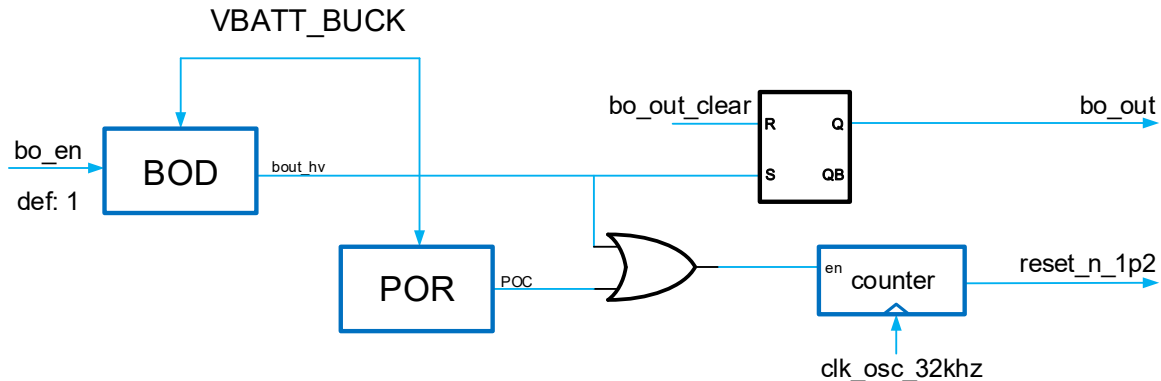 VBATT_BUCK
bo_en
def: 1
BOD
bout_hv
bo_out_clear
R
Q
S
QB
bo_out
POR
POC
en
counter
reset_n_1p2
clk_osc_32khz